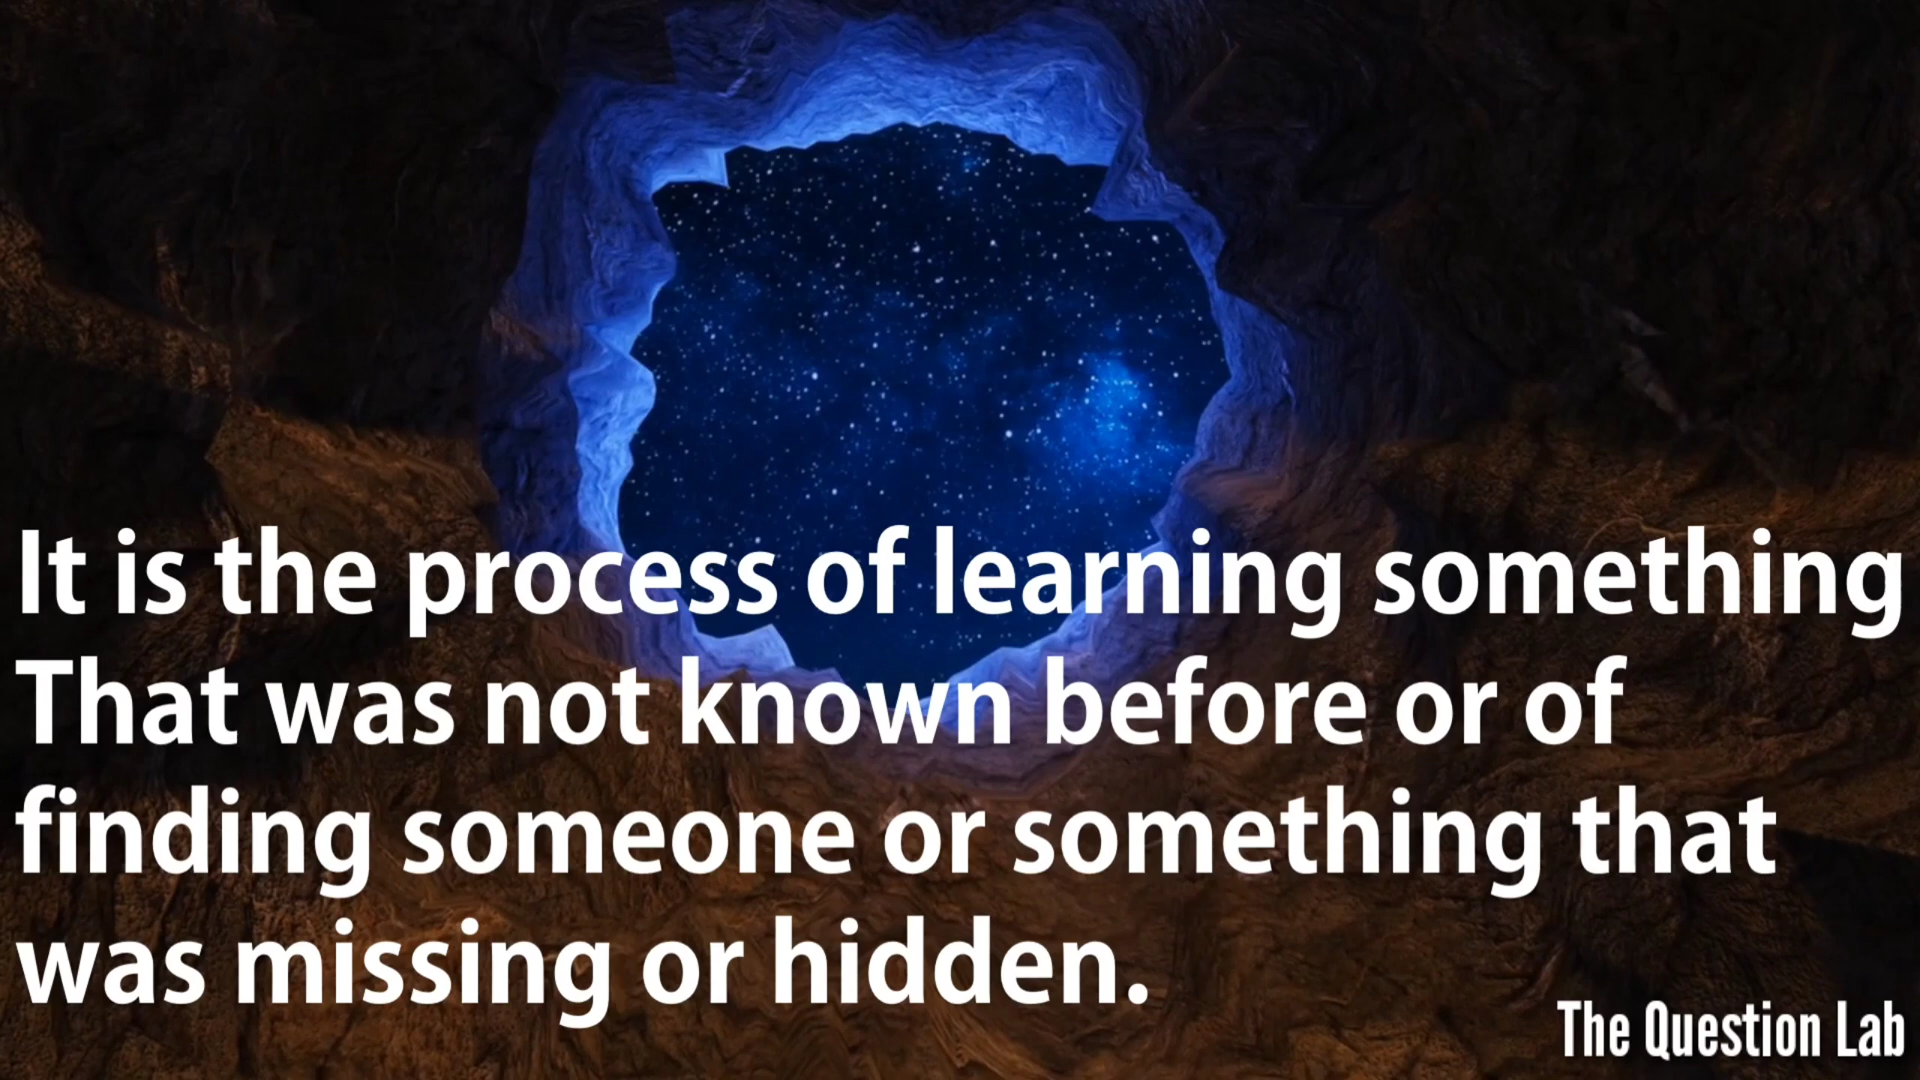 It is the process of learning something
That was not known before or of
finding someone or something that
was missing or hidden.
The Question Lab